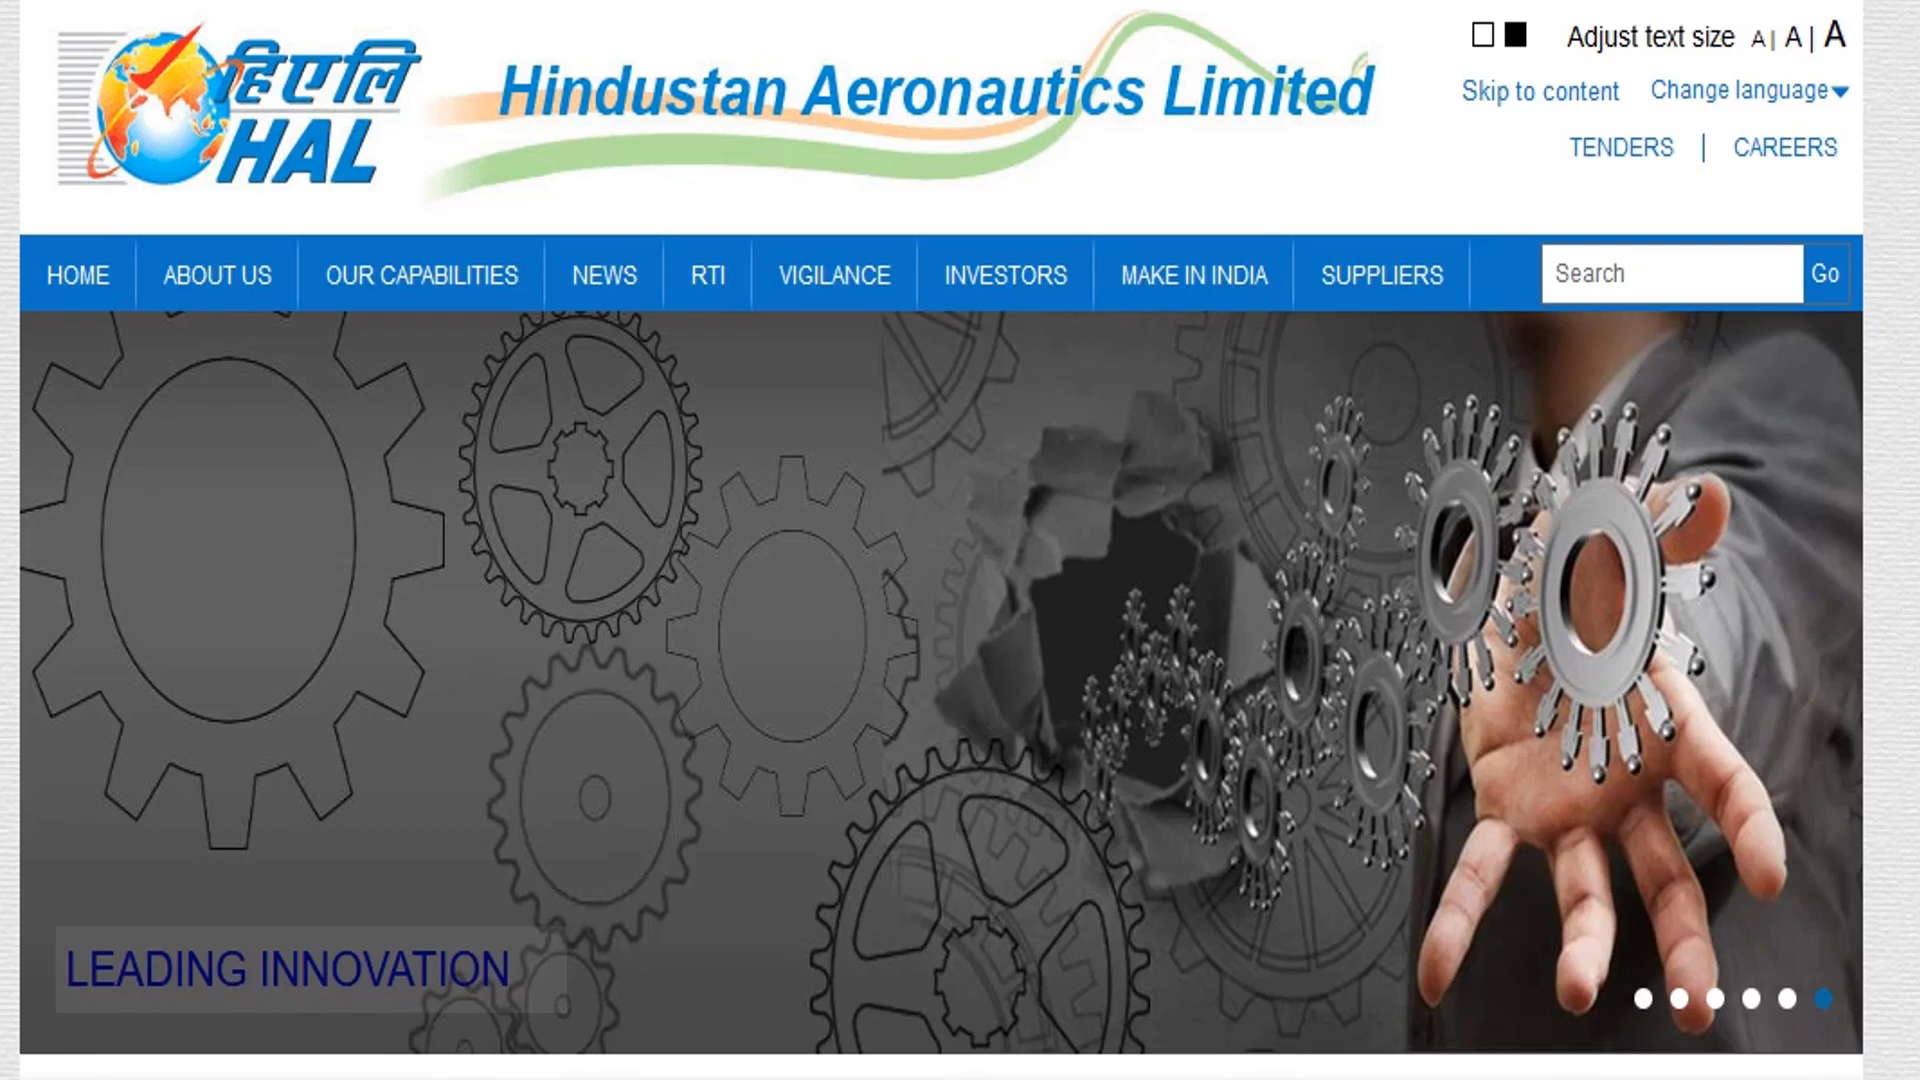 हिएलि
HAL
Hindustan Aeronautics Limited
Adjust text size A | A | A
Skip to content Change language
TENDERS | CAREERS
HOME ABOUT US OUR CAPABILITIES NEWS RTI VIGILANCE INVESTORS MAKE IN INDIA SUPPLIERS Search Go
LEADING INNOVATION